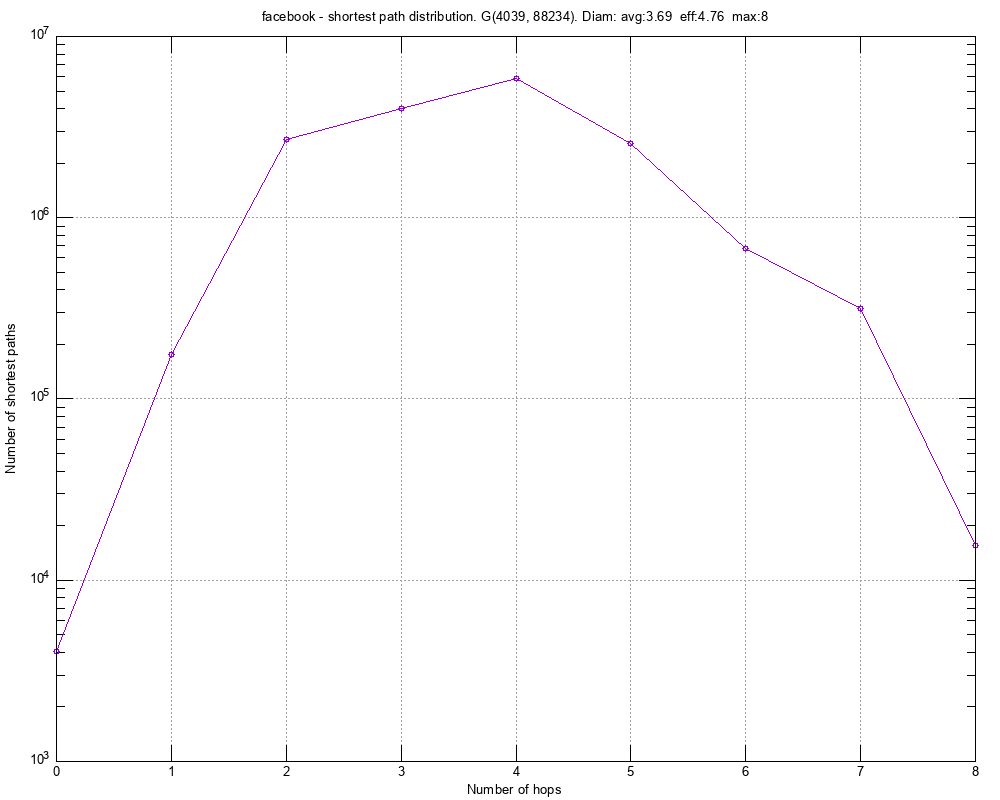 facebook - shortest path distribution. G(4039, 88234). Diam: avg:3.69  eff:4.76  max:8
10^7
10^6
10^5
10^4
10^3
Number of shortest paths
0 1 2 3 4 5 6 7 8
Number of hops